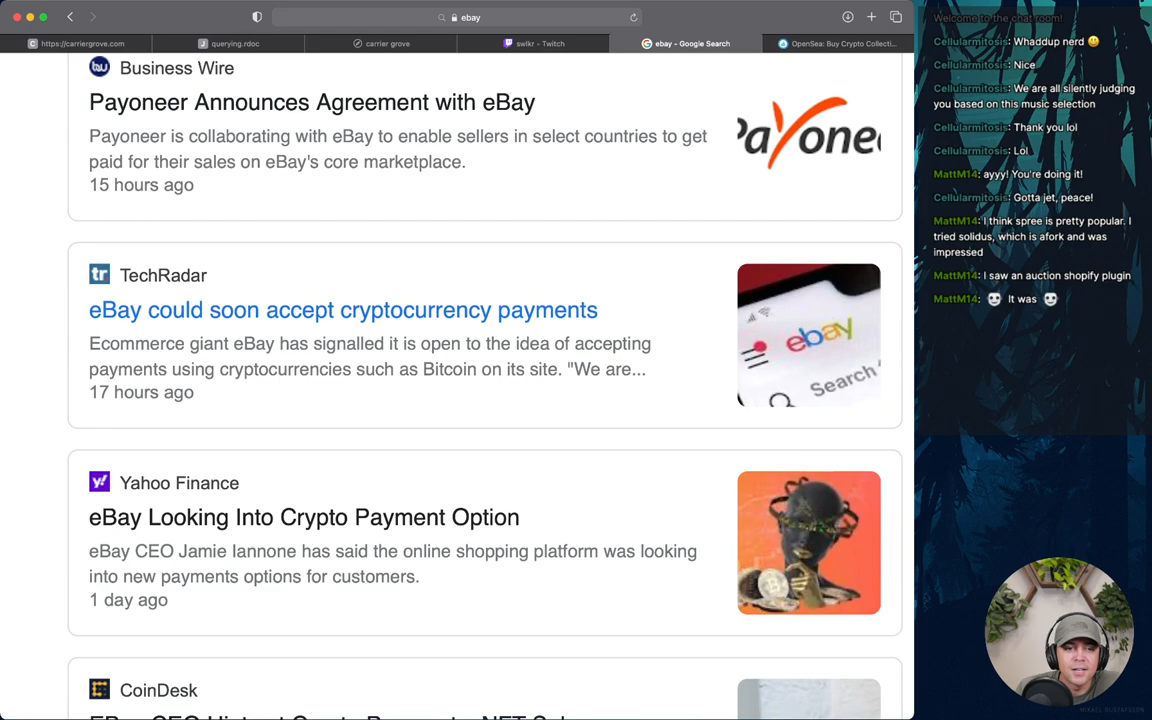 ebay
https://carriergrove.com
querying.rdoc
carrier grove
swlkr - Twitch
ebay - Google Search
OpenSea: Buy Crypto Collecti...
Business Wire
Payoneer Announces Agreement with eBay
Payoneer is collaborating with eBay to enable sellers in select countries to get
paid for their sales on eBay's core marketplace.
15 hours ago
Payonee
TechRadar
eBay could soon accept cryptocurrency payments
Ecommerce giant eBay has signalled it is open to the idea of accepting
payments using cryptocurrencies such as Bitcoin on its site. "We are...
17 hours ago
ebay
Search
Yahoo Finance
eBay Looking Into Crypto Payment Option
eBay CEO Jamie Iannone has said the online shopping platform was looking
into new payments options for customers.
1 day ago
CoinDesk
Welcome to the chat room!
Cellularmitosis: Whaddup nerd 😃
Cellularmitosis: Nice
Cellularmitosis: We are all silently judging
you based on this music selection
Cellularmitosis: Thank you lol
Cellularmitosis: Lol
MattM14: ayyy! You're doing it!
Cellularmitosis: Gotta jet, peace!
MattM14: I think spree is pretty popular. I
tried solidus, which is afork and was
impressed
MattM14: I saw an auction shopify plugin
MattM14: 💀 It was 💀
MIKAEL GUSTAFSSON